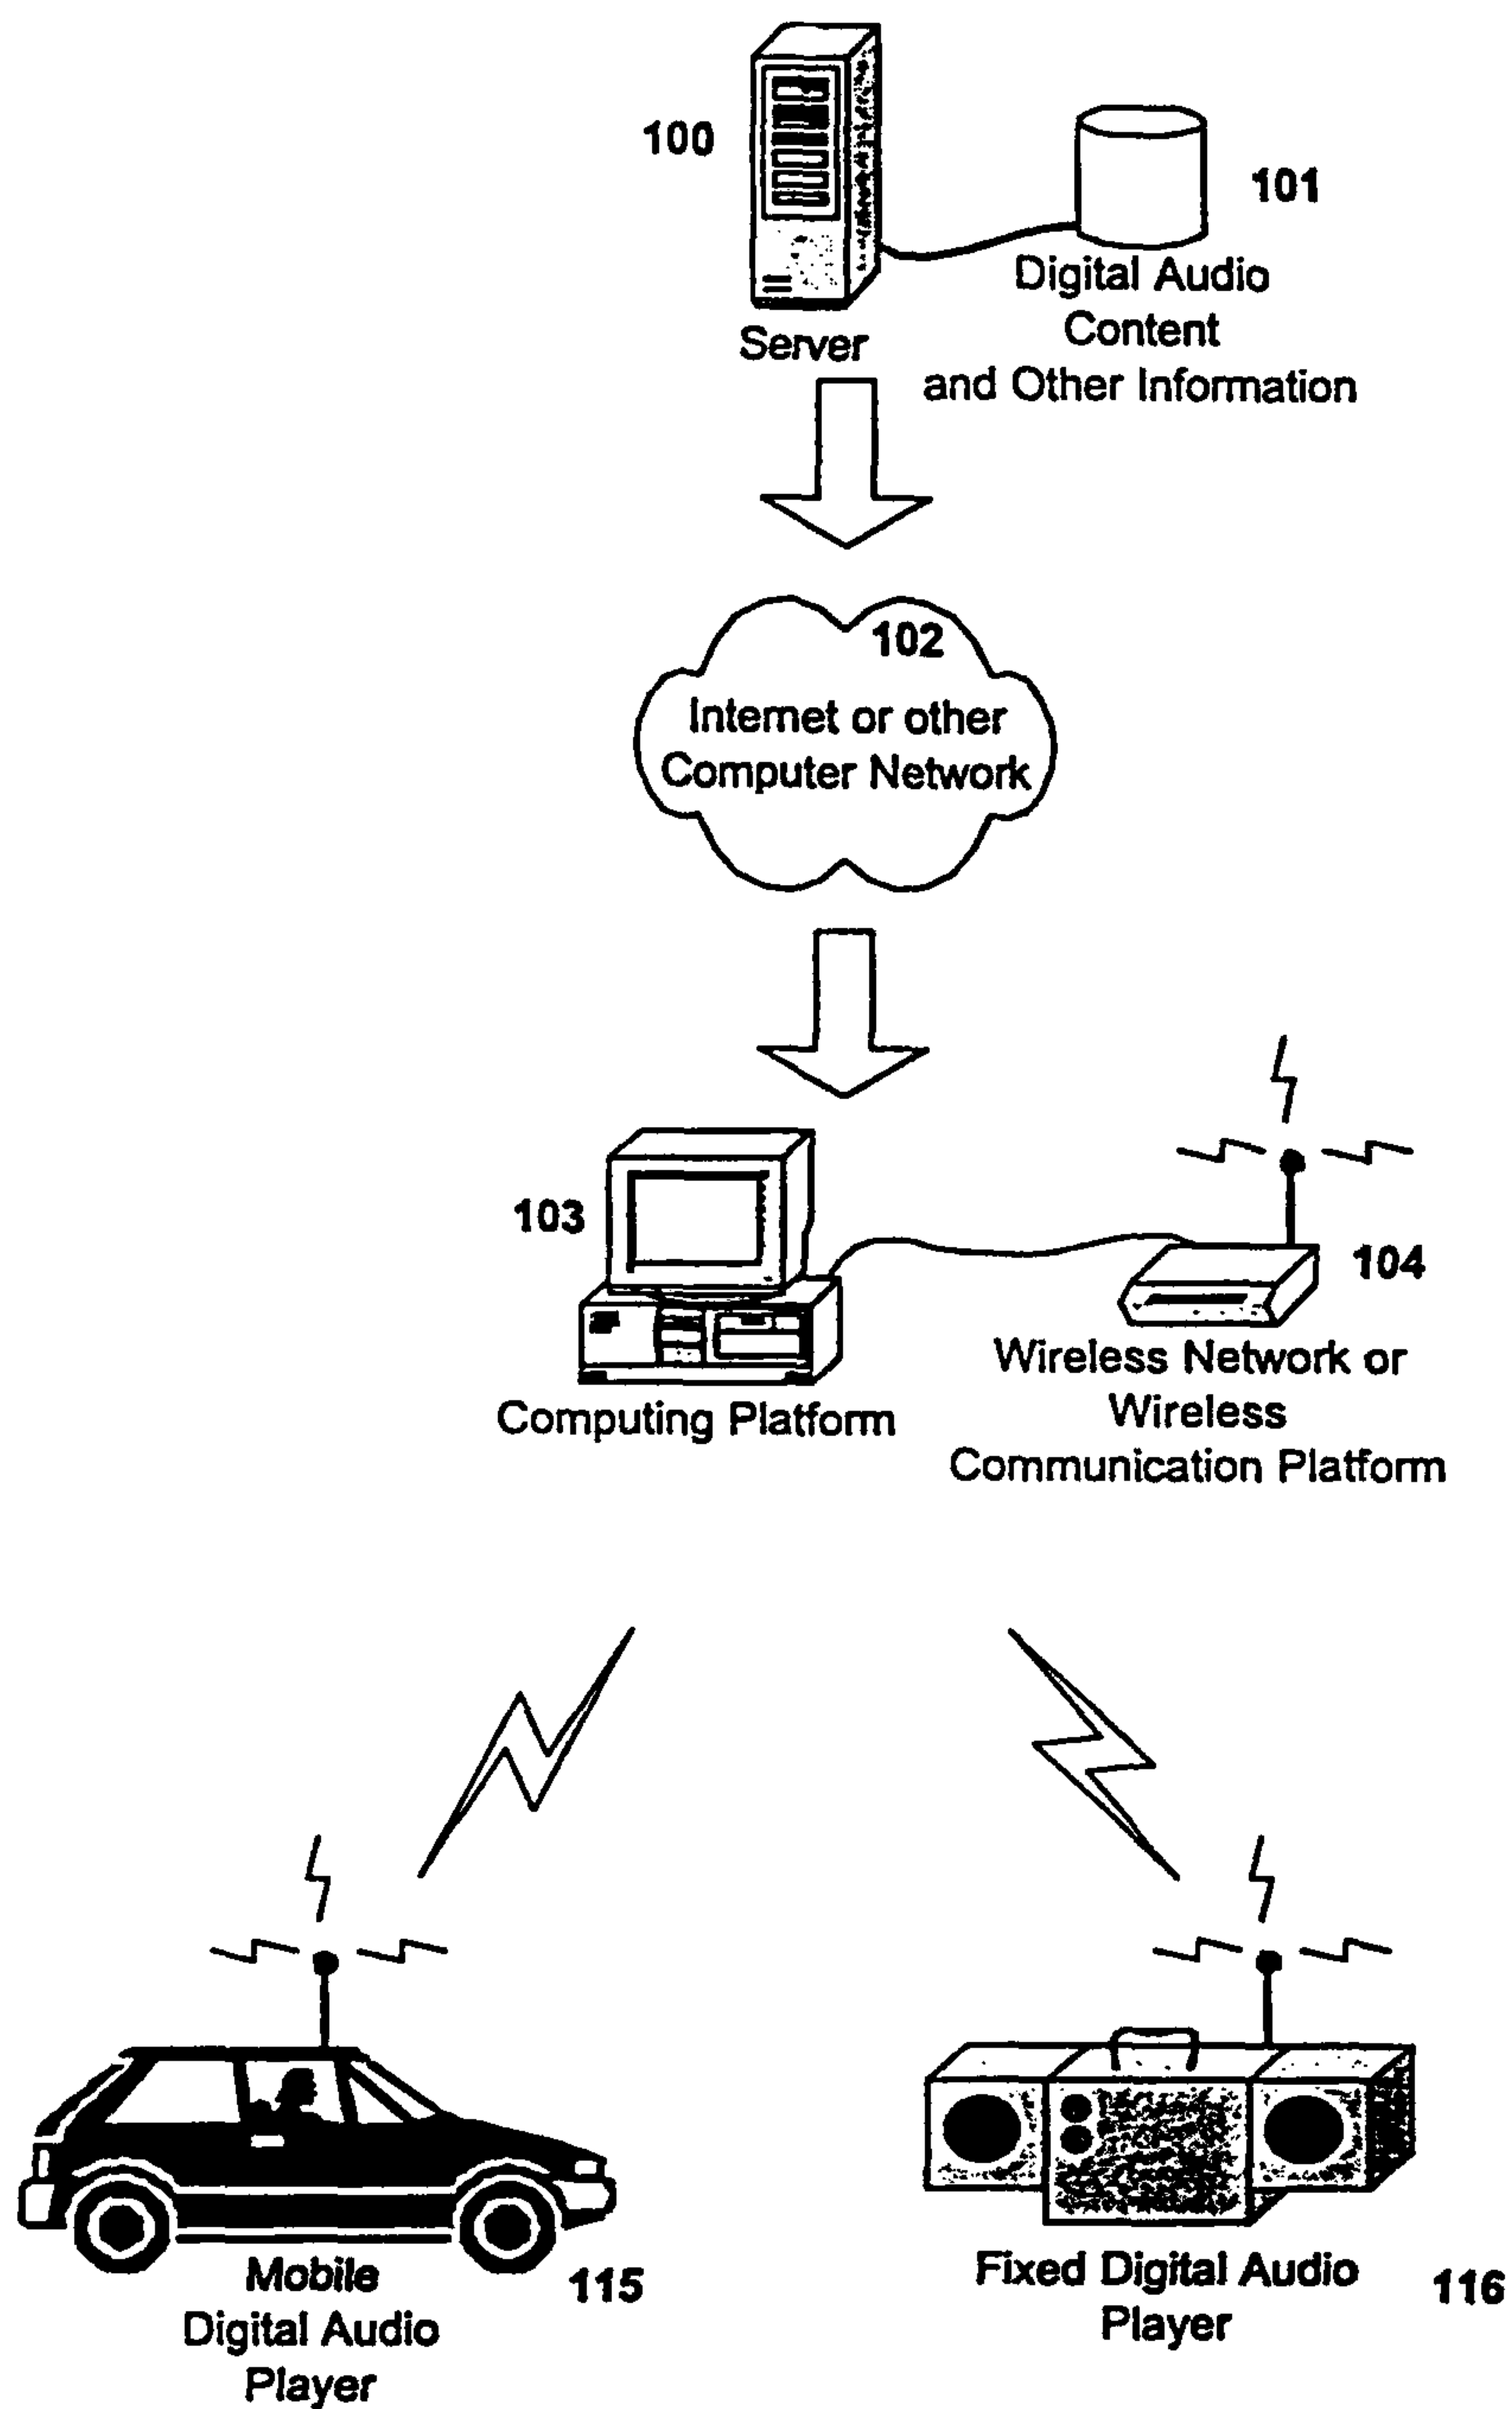 100
Server
101
Digital Audio
Content
and Other Information
102
Internet or other
Computer Network
103
Computing Platform
104
Wireless Network or
Wireless
Communication Platform
Mobile
Digital Audio
Player
115
Fixed Digital Audio
Player
116